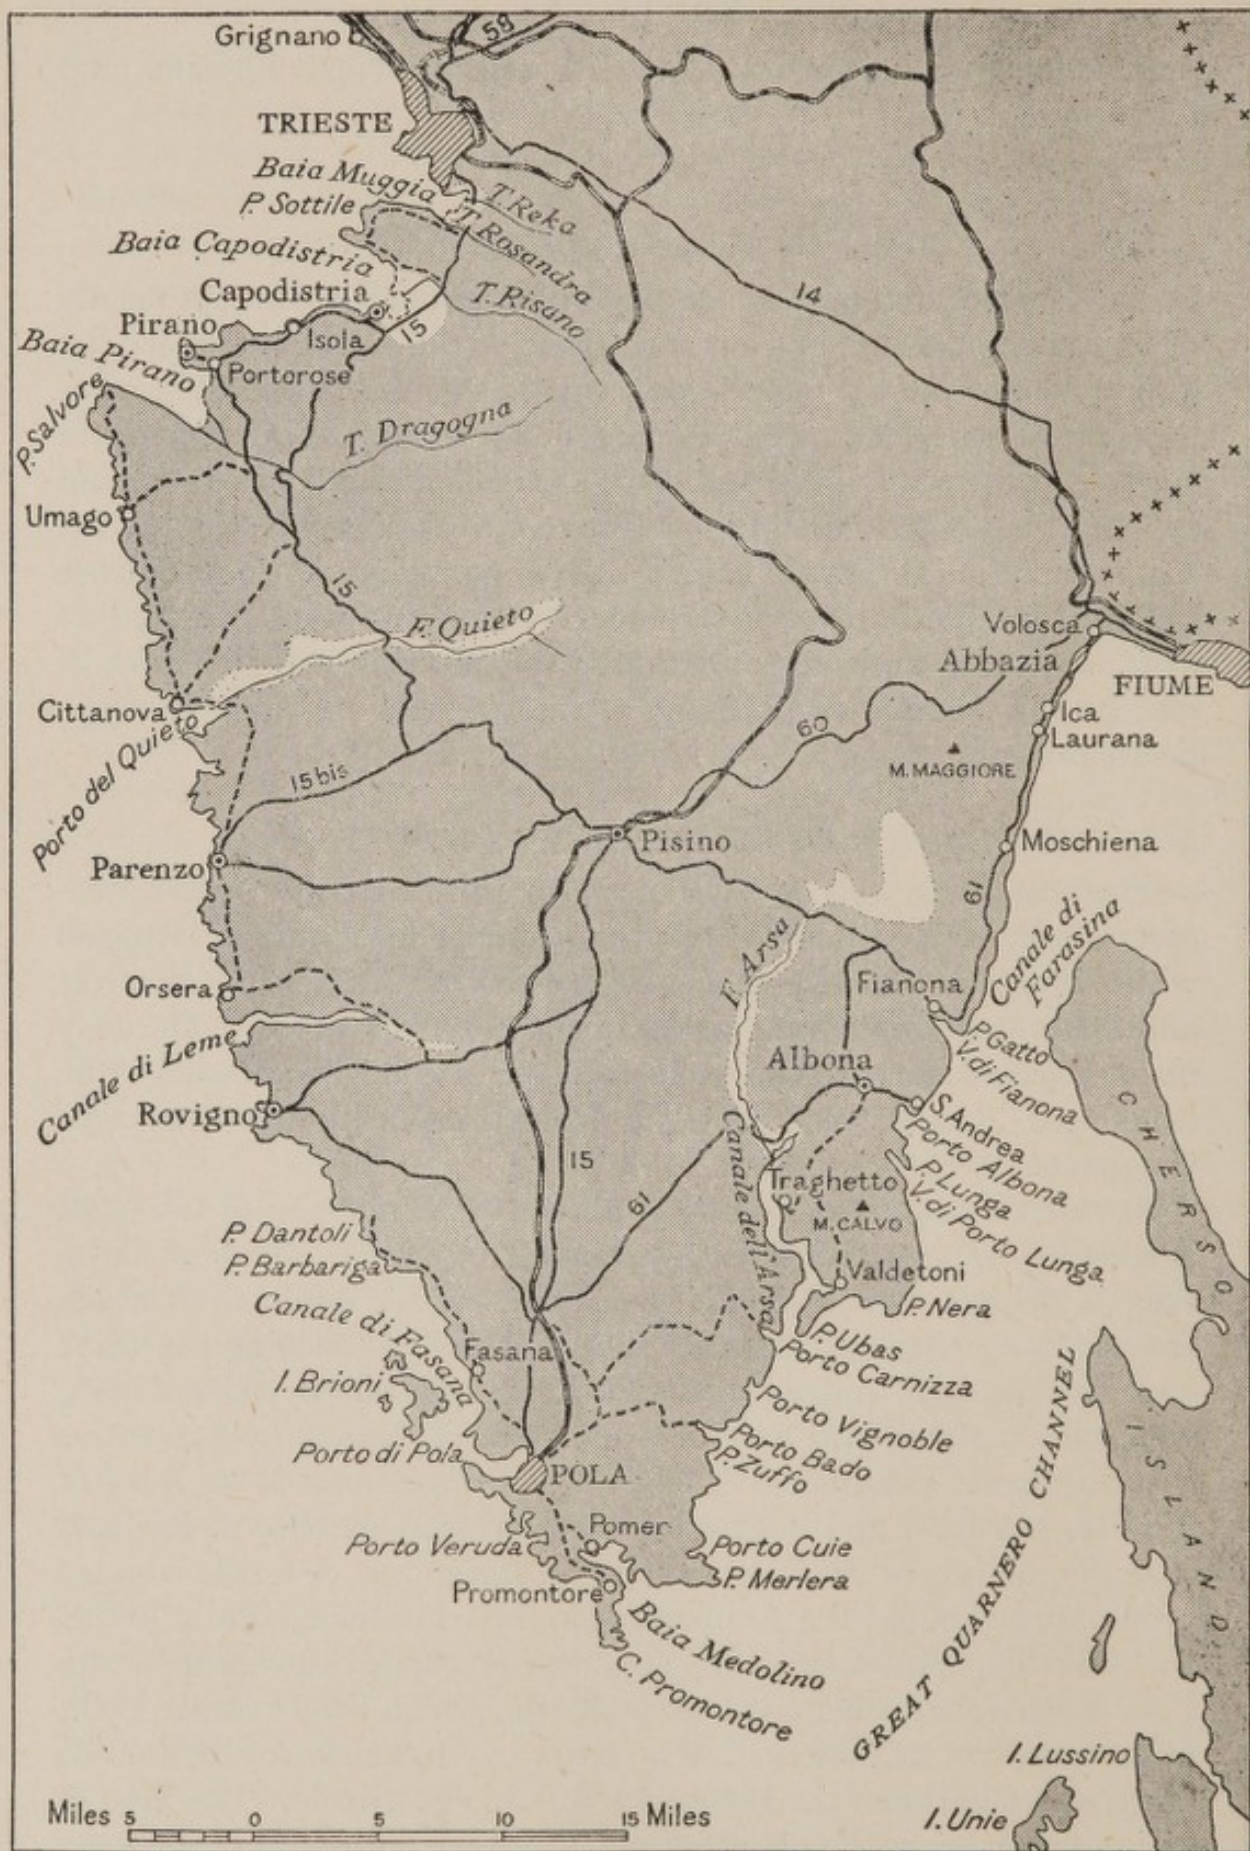 Grignano
58
TRIESTE
Baia Muggia
P. Sottile
T. Reka
T. Rosandra
Baia Capodistria
T. Risano
Capodistria
14
Pirano
Isola
15
Baia Pirano
Portorose
P. Salvore
T. Dragogna
Umago
15
F. Quieto
Volosca
Abbazia
FIUME
Cittanova
Ica
Laurana
60
M. MAGGIORE
Porto del Quieto
15 bis
Pisino
Moschiena
Parenzo
61
Canale di
Farasina
F. Arsa
Orsera
Fianona
P. Gatto
V. di Fianona
Canale di Leme
Albona
CHERSO
Rovigno
S. Andrea
Porto Albona
15
Canale dell'Arsa
Traghetto
P. Lunga
V. di Porto Lunga
61
M. CALVO
P. Dantoli
P. Barbariga
Valdetoni
P. Nera
Canale di Fasana
Fasana
P. Ubas
Porto Carnizza
I. Brioni
Porto Vignoble
ISLAND
Porto di Pola
POLA
Porto Bado
P. Zuffo
GREAT QUARNERO CHANNEL
Pomer
Porto Veruda
Porto Cuie
P. Merlera
Promontore
Baia Medolino
C. Promontore
I. Lussino
I. Unie
Miles 5 0 5 10 15 Miles